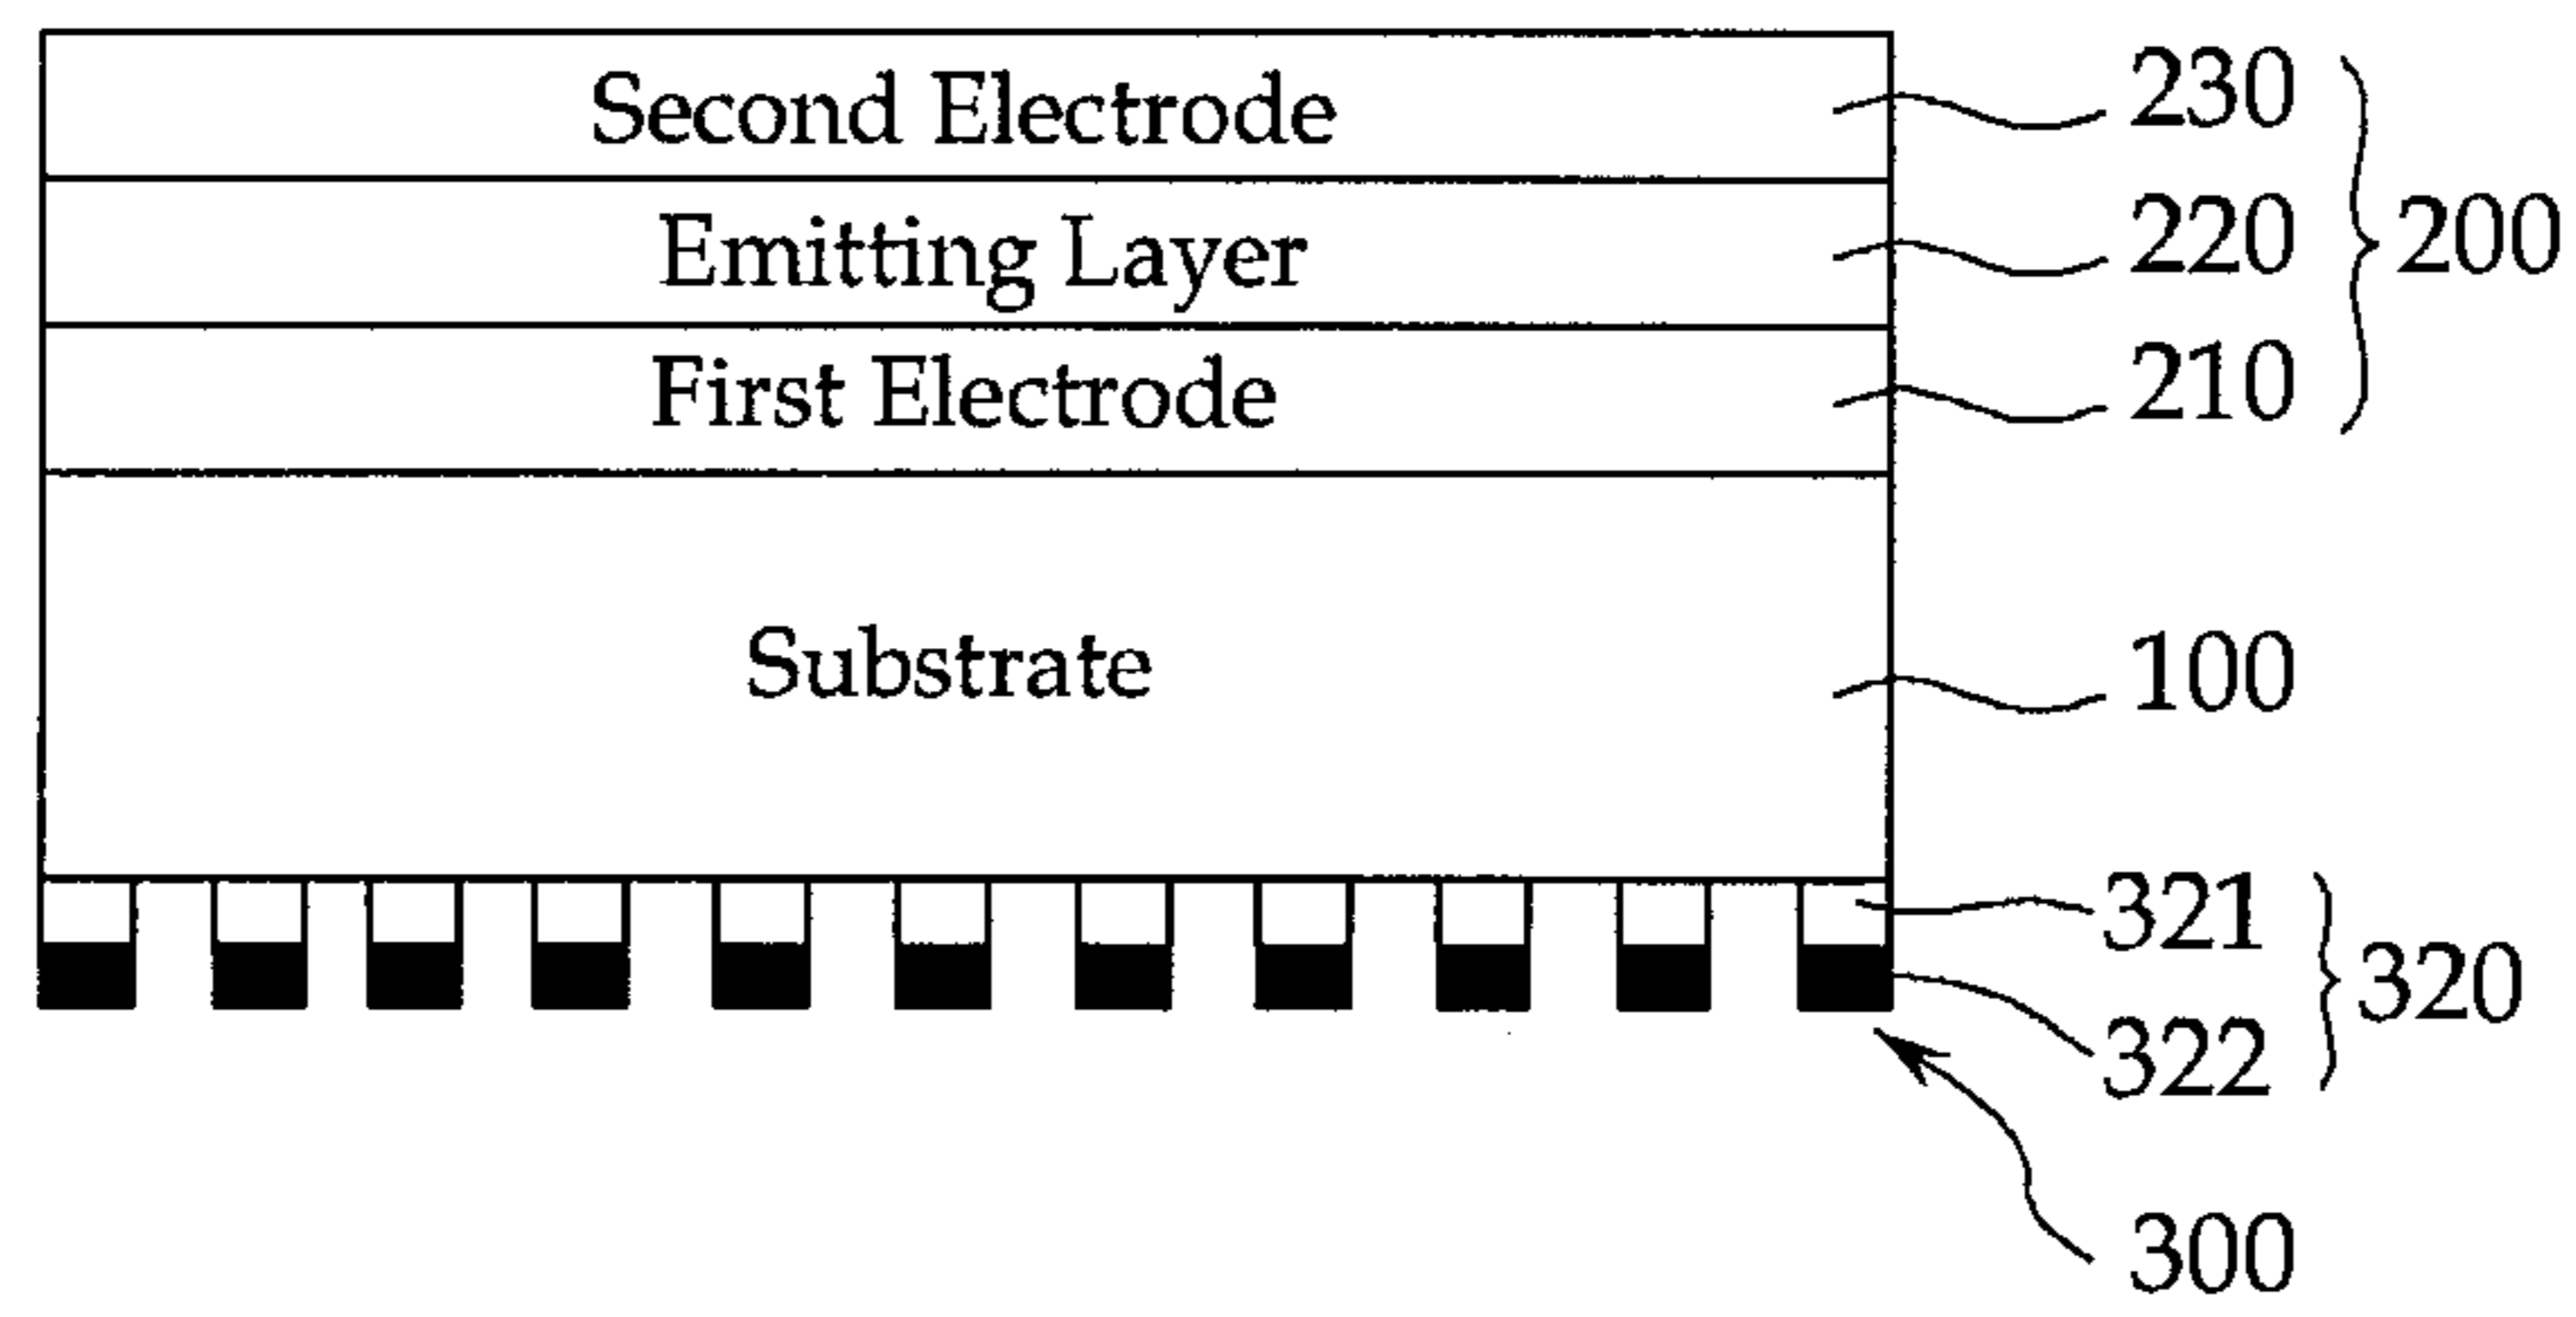 Second Electrode 230
Emitting Layer 220 200
First Electrode 210
Substrate 100
321
320
322
300